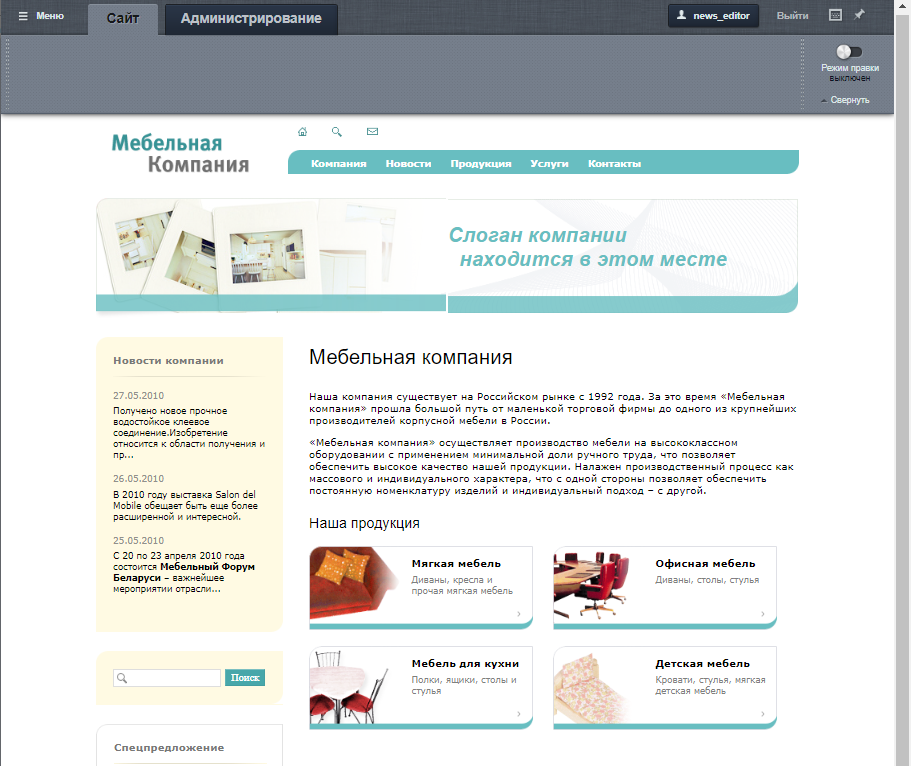 Меню
Сайт
Администрирование
news_editor
Выйти
Режим правки
выключен
Свернуть
Мебельная
Компания
Компания Новости Продукция Услуги Контакты
Слоган компании
находится в этом месте
Новости компании
27.05.2010
Получено новое прочное
водостойкое клеевое
соединение.Изобретение
относится к области получения и
пр...
26.05.2010
В 2010 году выставка Salon del
Mobile обещает быть еще более
расширенной и интересной.
25.05.2010
С 20 по 23 апреля 2010 года
состоится Мебельный Форум
Беларуси – важнейшее
мероприятии отрасли...
Поиск
Спецпредложение
Мебельная компания
Наша компания существует на Российском рынке с 1992 года. За это время «Мебельная
компания» прошла большой путь от маленькой торговой фирмы до одного из крупнейших
производителей корпусной мебели в России.
«Мебельная компания» осуществляет производство мебели на высококлассном
оборудовании с применением минимальной доли ручного труда, что позволяет
обеспечить высокое качество нашей продукции. Налажен производственный процесс как
массового и индивидуального характера, что с одной стороны позволяет обеспечить
постоянную номенклатуру изделий и индивидуальный подход – с другой.
Наша продукция
Мягкая мебель
Диваны, кресла и
прочая мягкая мебель
Офисная мебель
Диваны, столы, стулья
Мебель для кухни
Полки, ящики, столы и
стулья
Детская мебель
Кровати, стулья, мягкая
детская мебель